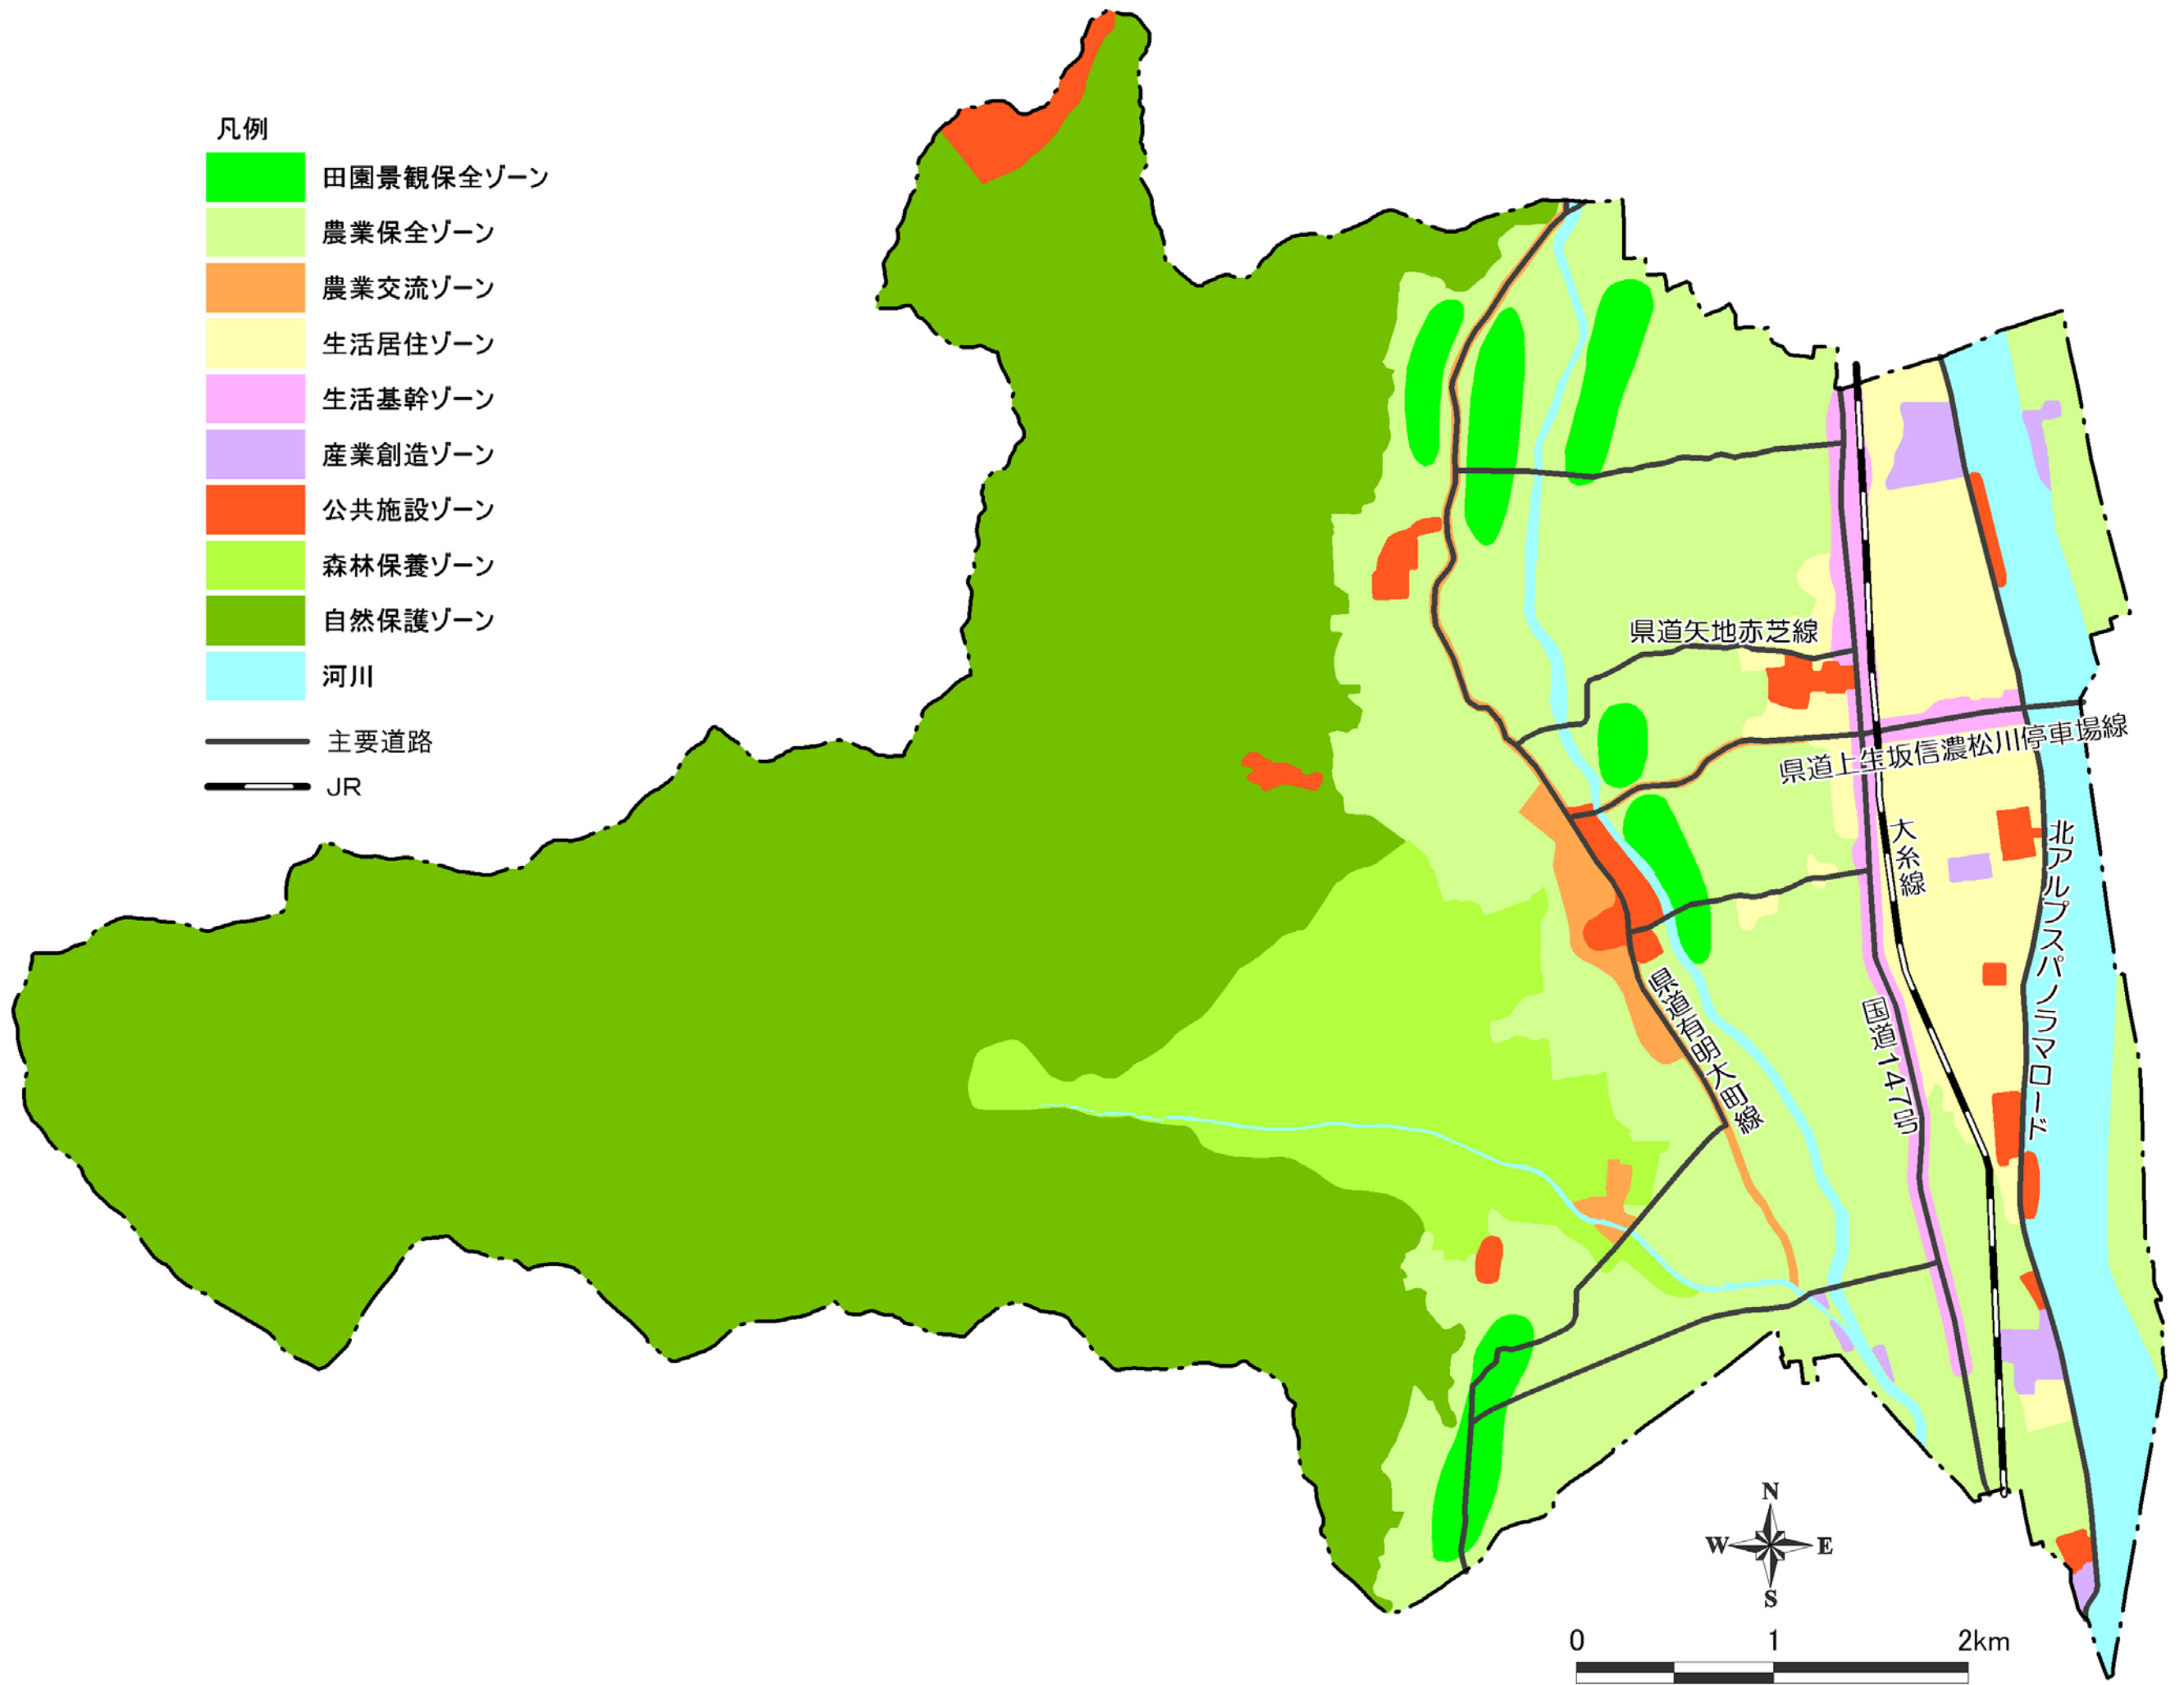 凡例
田園景観保全ゾーン
農業保全ゾーン
農業交流ゾーン
生活居住ゾーン
生活基幹ゾーン
産業創造ゾーン
公共施設ゾーン
森林保養ゾーン
自然保護ゾーン
河川
主要道路
JR
県道矢地赤芝線
県道上生坂信濃松川停車場線
大糸線
北アルプスパノラマロード
県道有明大町線
国道147号
N
W E
S
0 1 2km